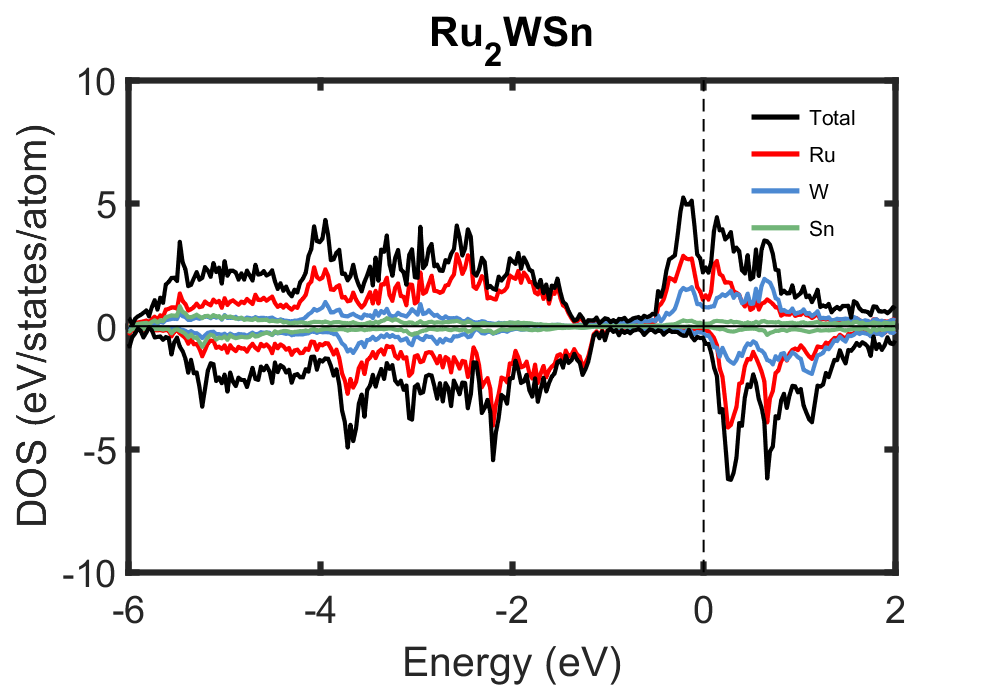 Ru2WSn
DOS (eV/states/atom)
10
5
0
-5
-10
Total
Ru
W
Sn
-6 -4 -2 0 2
Energy (eV)